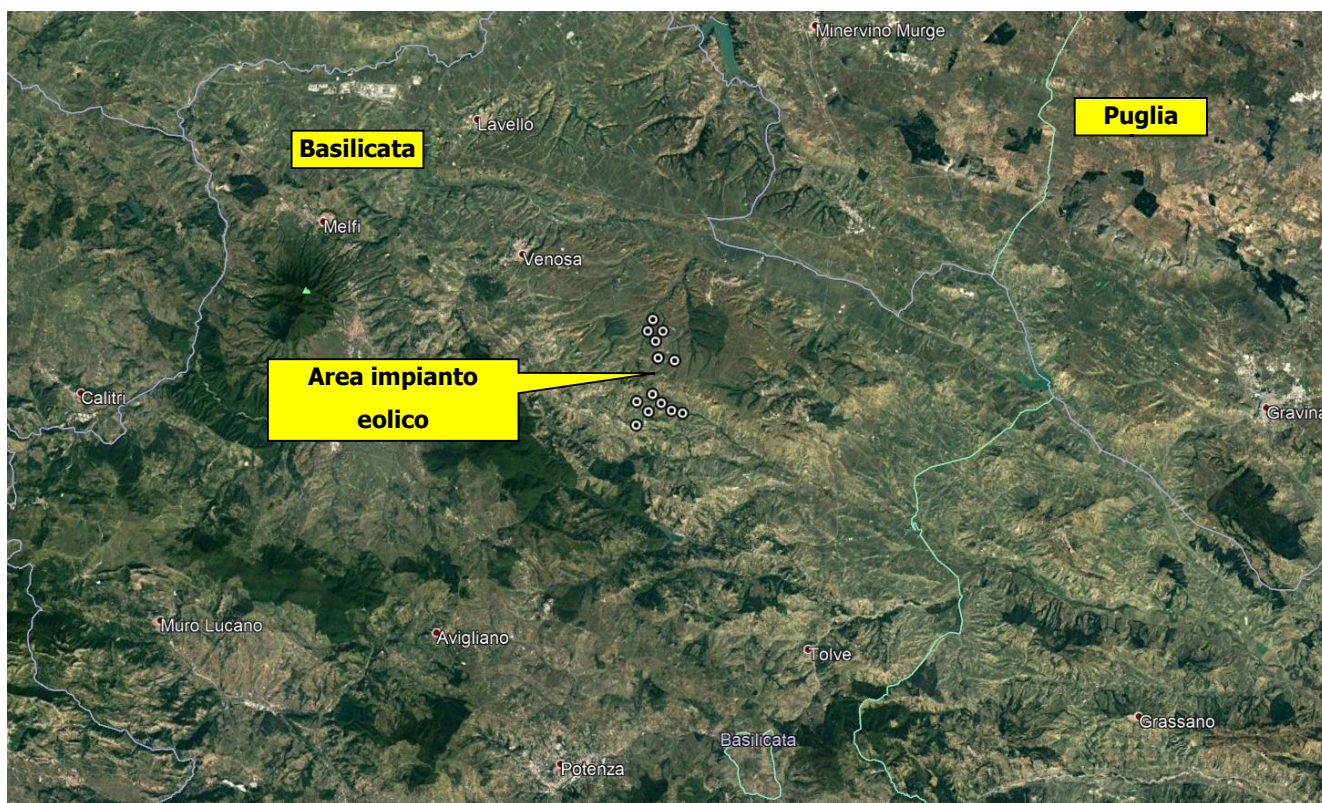 Minervino Murge
Puglia
Lavello
Basilicata
Melfi
Venosa
Area impianto
eolico
Calitri
Gravina
Muro Lucano
Avigliano
Tolve
Grassano
Basilicata
Potenza